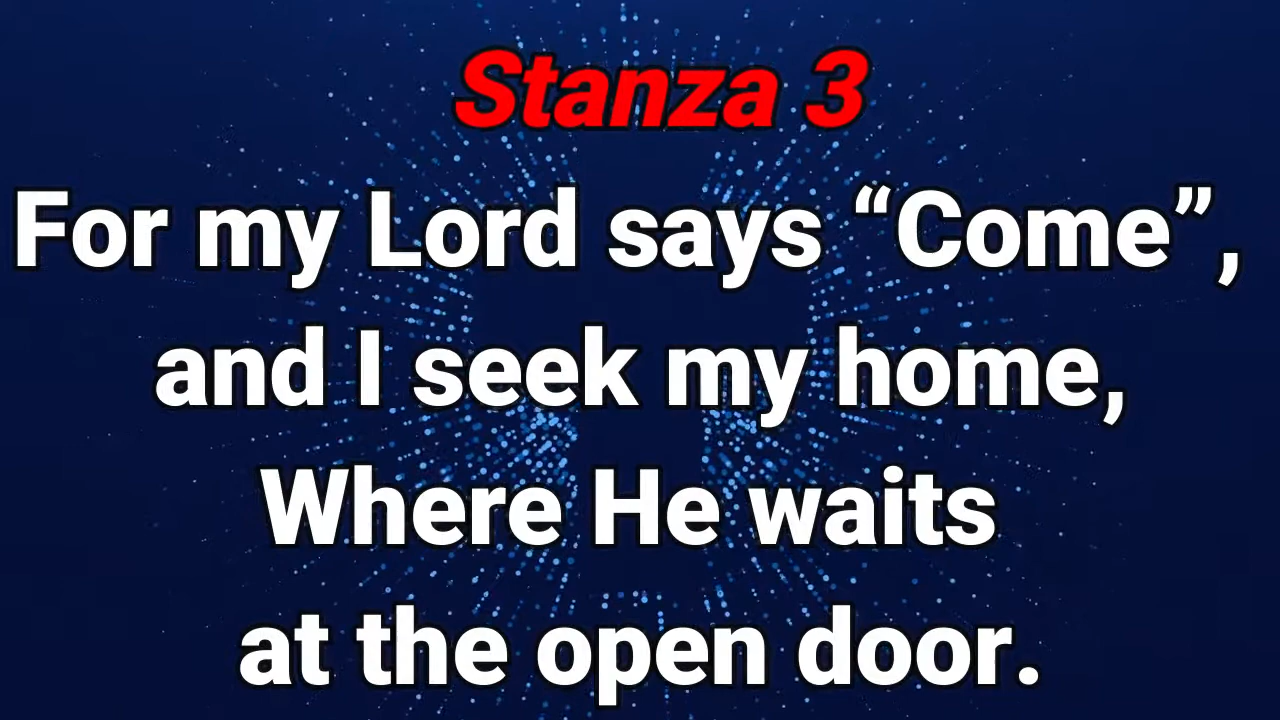 Stanza 3
For my Lord says “Come”,
and I seek my home,
Where He waits
at the open door.